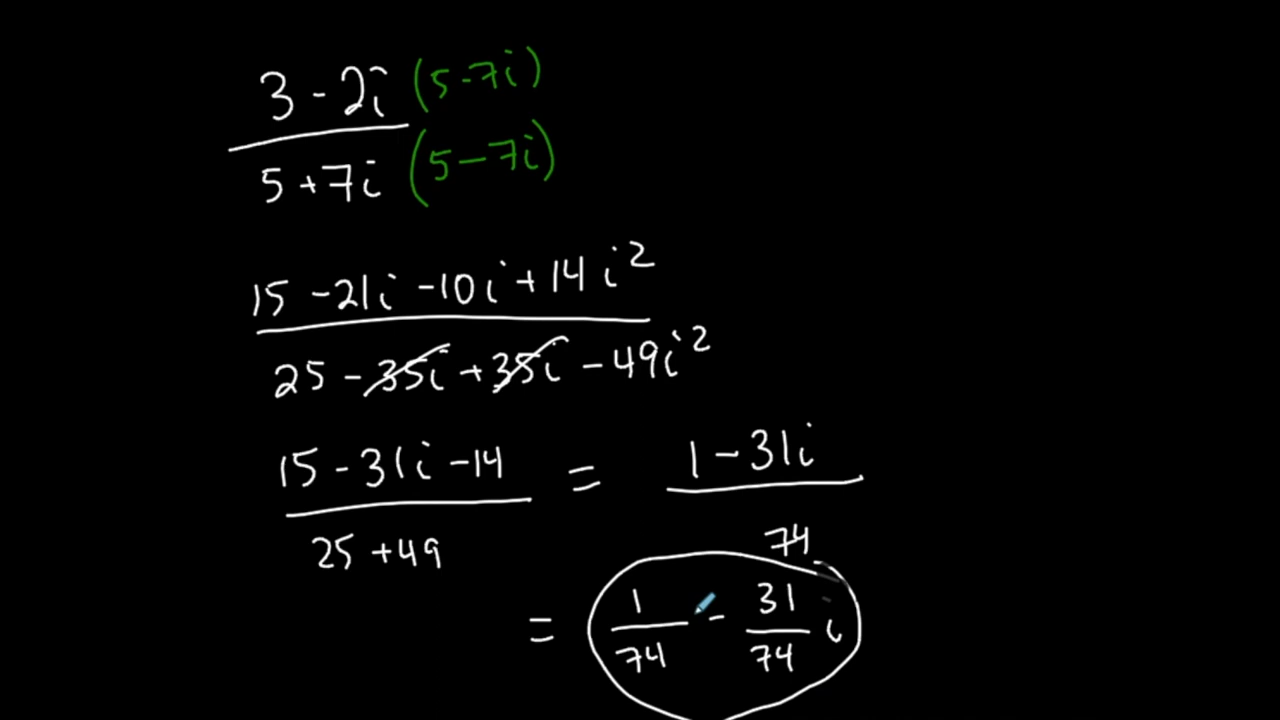 3 - 2i (5 - 7i)
5 + 7i (5 - 7i)
15 - 21i - 10i + 14i²
25 - 35i + 35i - 49i²
15 - 31i - 14 = 1 - 31i
25 + 49 74
= 1 - 31 i
74 74